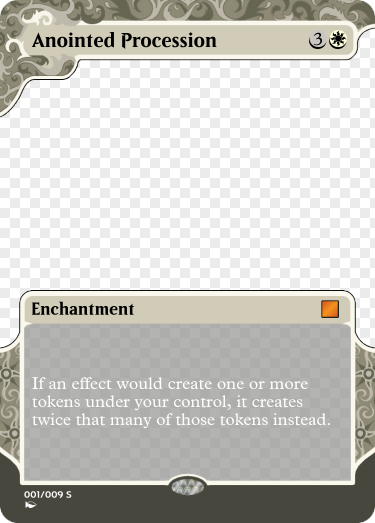 Anointed Procession 3
Enchantment
If an effect would create one or more
tokens under your control, it creates
twice that many of those tokens instead.
001/009 S